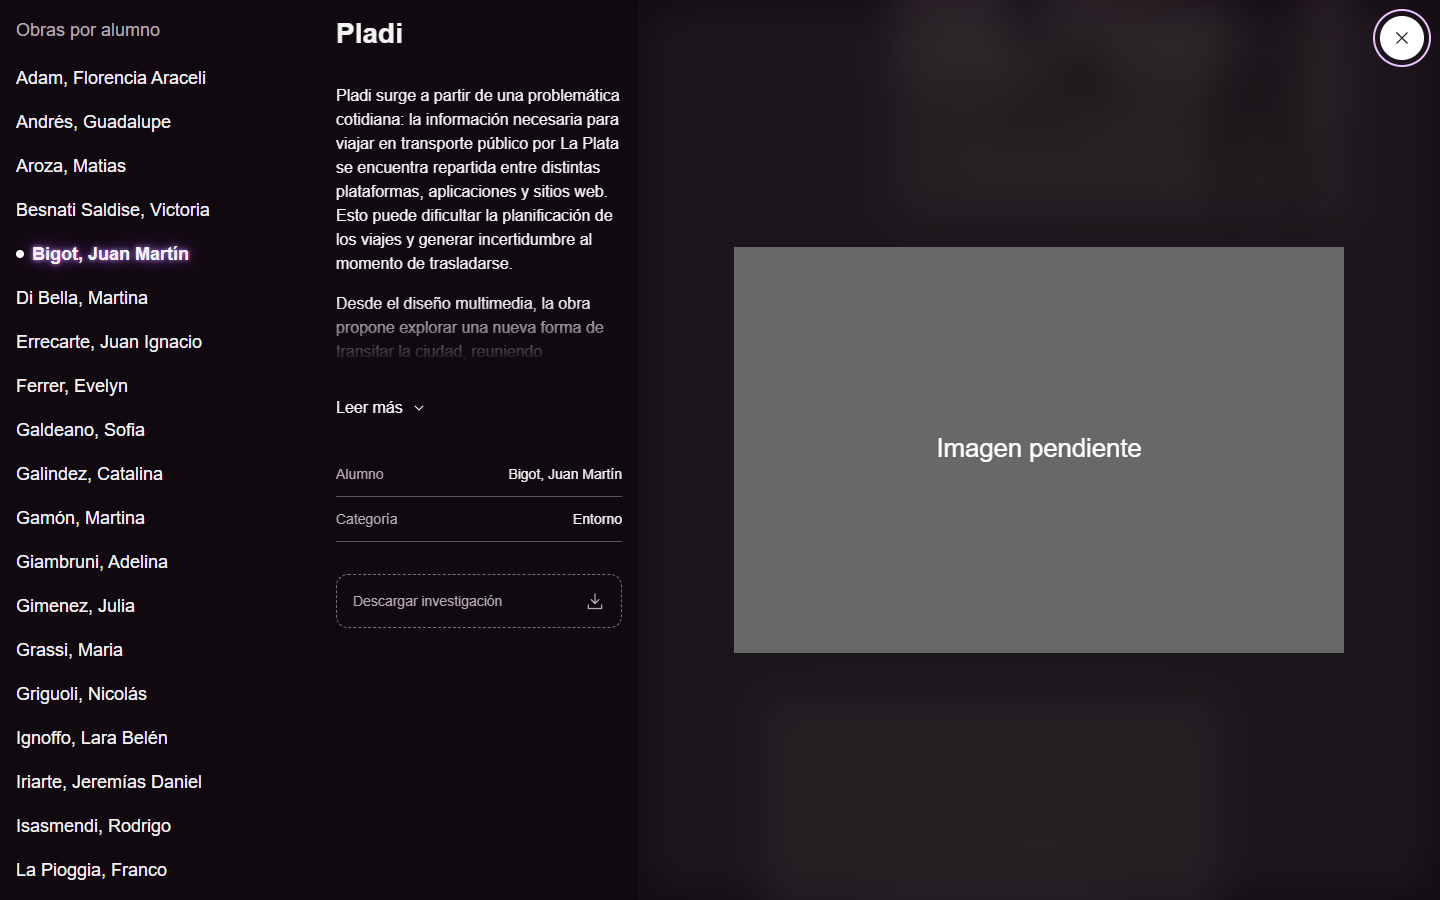 Obras por alumno
Adam, Florencia Araceli
Andrés, Guadalupe
Aroza, Matias
Besnati Saldise, Victoria
Bigot, Juan Martín
Di Bella, Martina
Errecarte, Juan Ignacio
Ferrer, Evelyn
Galdeano, Sofia
Galindez, Catalina
Gamón, Martina
Giambruni, Adelina
Gimenez, Julia
Grassi, Maria
Griguoli, Nicolás
Ignoffo, Lara Belén
Iriarte, Jeremías Daniel
Isasmendi, Rodrigo
La Pioggia, Franco
Pladi
Pladi surge a partir de una problemática
cotidiana: la información necesaria para
viajar en transporte público por La Plata
se encuentra repartida entre distintas
plataformas, aplicaciones y sitios web.
Esto puede dificultar la planificación de
los viajes y generar incertidumbre al
momento de trasladarse.
Desde el diseño multimedia, la obra
propone explorar una nueva forma de
transitar la ciudad, reuniendo
Leer más
Alumno Bigot, Juan Martín
Categoría Entorno
Descargar investigación
Imagen pendiente